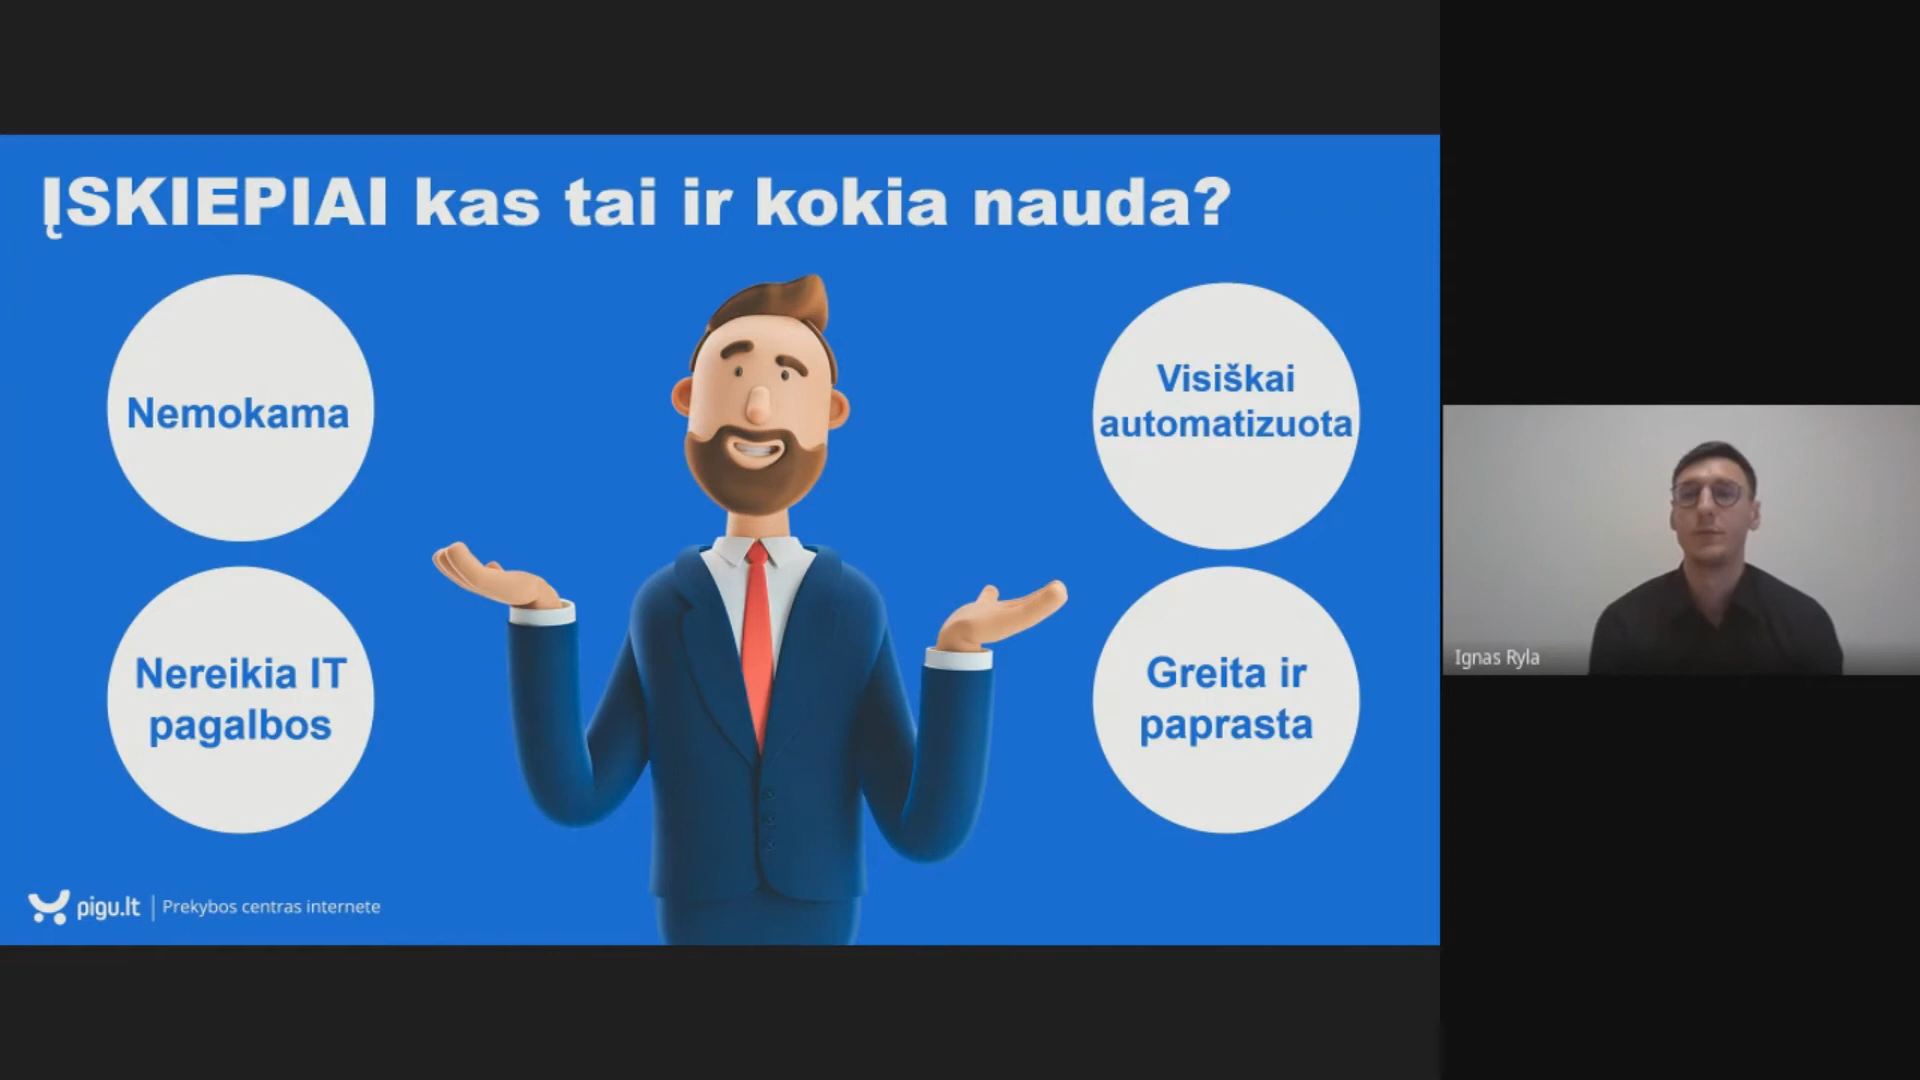 ĮSKIEPIAI kas tai ir kokia nauda?
Nemokama
Visiškai
automatizuota
Nereikia IT
pagalbos
Greita ir
paprasta
pigu.lt | Prekybos centras internete
Ignas Ryla